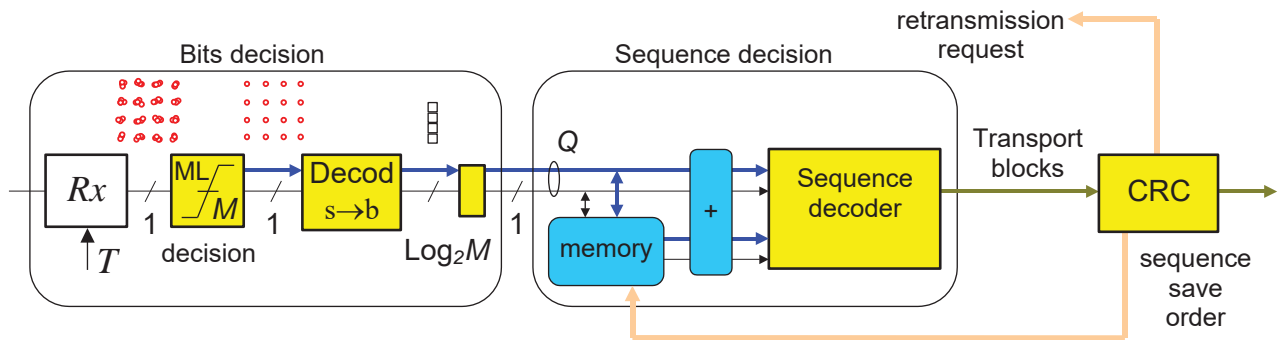 retransmission
request
Bits decision
Sequence decision
Q
Transport
blocks
Rx
ML
M
Decod
s→b
+
Sequence
decoder
CRC
1
1
1
T
decision
Log₂M
memory
sequence
save
order